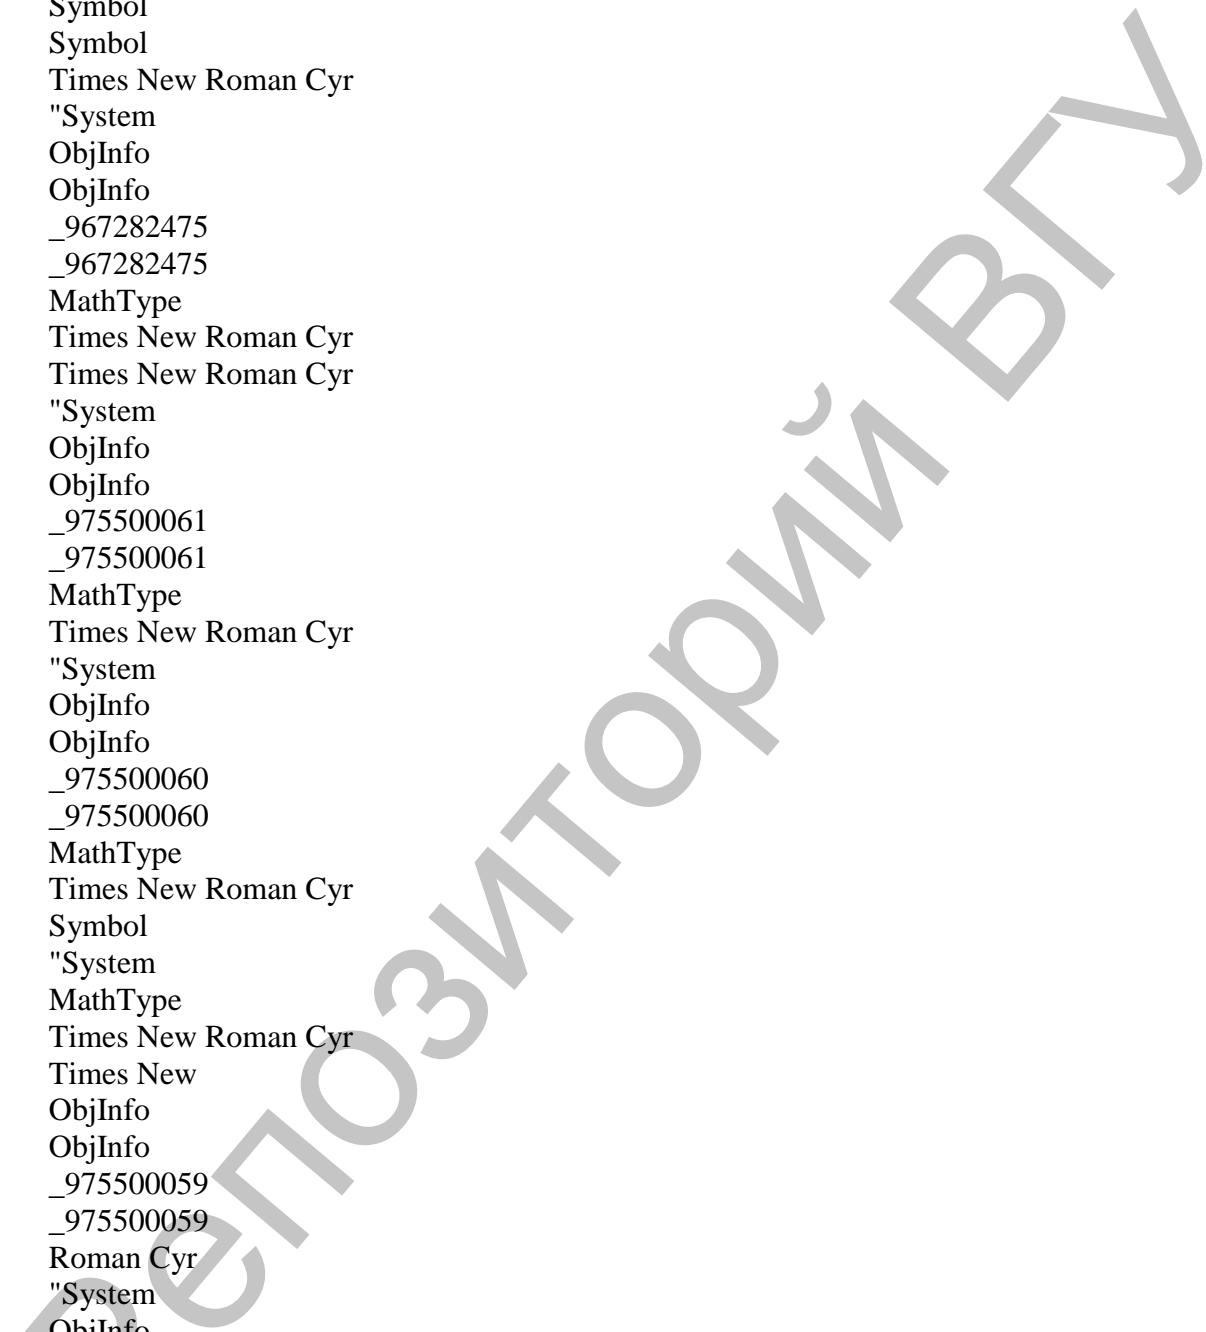 Symbol
Symbol
Times New Roman Cyr
"System
ObjInfo
ObjInfo
_967282475
_967282475
MathType
Times New Roman Cyr
Times New Roman Cyr
"System
ObjInfo
ObjInfo
_975500061
_975500061
MathType
Times New Roman Cyr
"System
ObjInfo
ObjInfo
_975500060
_975500060
MathType
Times New Roman Cyr
Symbol
"System
MathType
Times New Roman Cyr
Times New
ObjInfo
ObjInfo
_975500059
_975500059
Roman Cyr
"System
ObjInfo
Репозиторий ВГУ